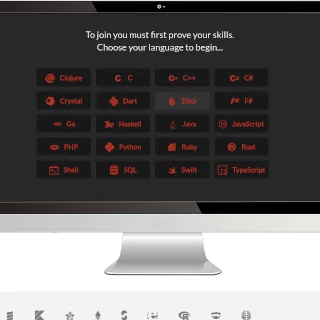 To join you must first prove your skills.
Choose your language to begin...
Clojure C C++ C#
Crystal Dart Elixir F#
Go Haskell Java JavaScript
PHP Python Ruby Rust
Shell SQL Swift TypeScript